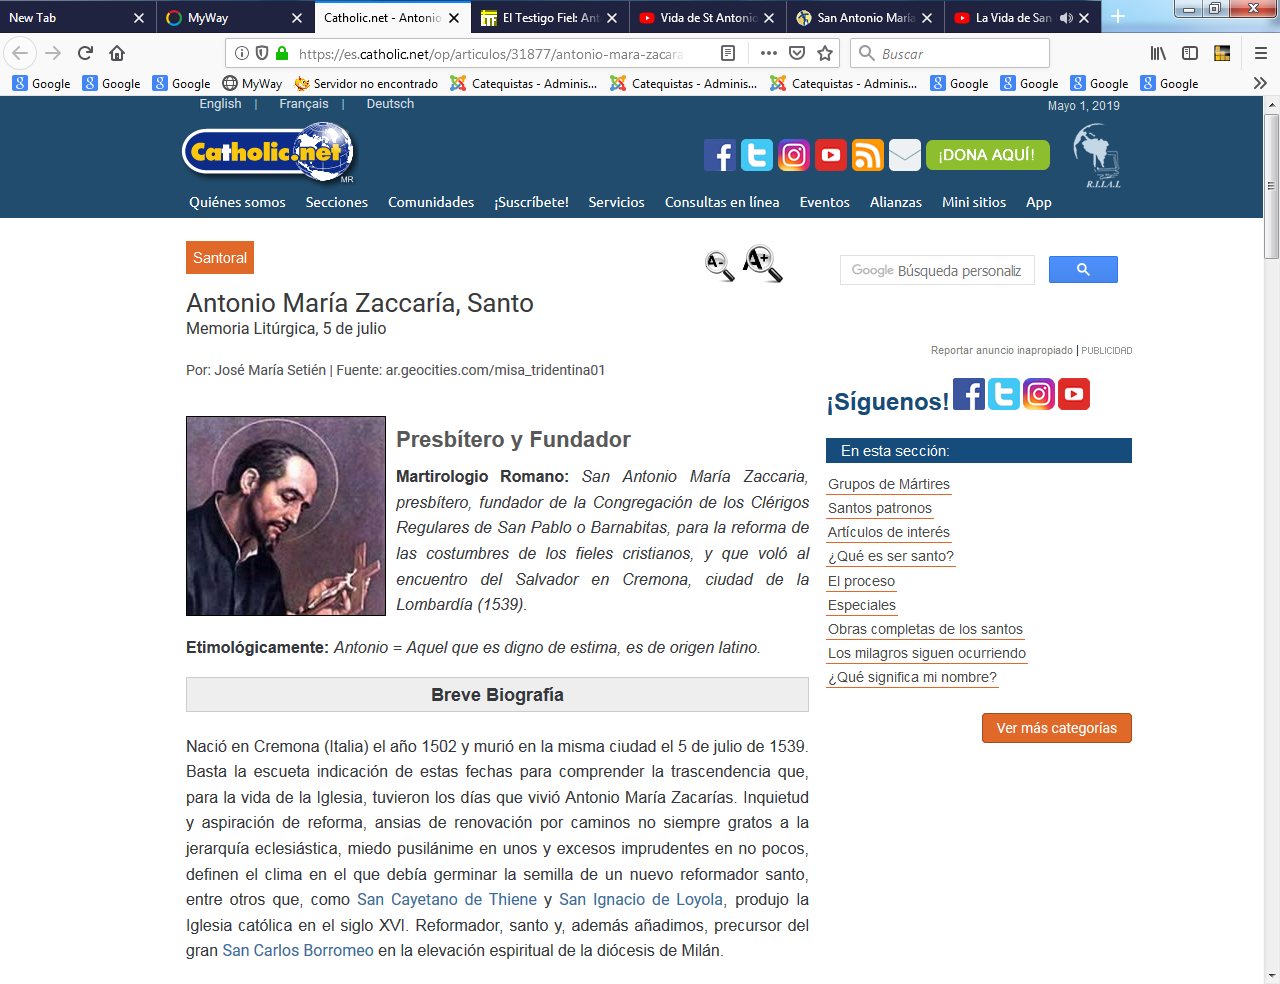 New Tab
MyWay
Catholic.net - Antonio
El Testigo Fiel: Ant
Vida de St Antonio
San Antonio María
La Vida de San
https://es.catholic.net/op/articulos/31877/antonio-mara-zacara
Buscar
Google
Google
Google
MyWay
Servidor no encontrado
Catequistas - Adminis...
Catequistas - Adminis...
Catequistas - Adminis...
Google
Google
Google
Google
English | Français | Deutsch
Mayo 1, 2019
Catholic.net
MR
¡DONA AQUÍ!
R.I.I.A.L
Quiénes somos Secciones Comunidades ¡Suscríbete! Servicios Consultas en línea Eventos Alianzas Mini sitios App
Santoral
A- A+
Google Búsqueda personaliz
Antonio María Zaccaría, Santo
Memoria Litúrgica, 5 de julio
Reportar anuncio inapropiado | PUBLICIDAD
Por: José María Setién | Fuente: ar.geocities.com/misa_tridentina01
¡Síguenos!
Presbítero y Fundador
Martirologio Romano: San Antonio María Zaccaria,
presbítero, fundador de la Congregación de los Clérigos
Regulares de San Pablo o Barnabitas, para la reforma de
las costumbres de los fieles cristianos, y que voló al
encuentro del Salvador en Cremona, ciudad de la
Lombardía (1539).
Etimológicamente: Antonio = Aquel que es digno de estima, es de origen latino.
Breve Biografía
Nació en Cremona (Italia) el año 1502 y murió en la misma ciudad el 5 de julio de 1539.
Basta la escueta indicación de estas fechas para comprender la trascendencia que,
para la vida de la Iglesia, tuvieron los días que vivió Antonio María Zacarías. Inquietud
y aspiración de reforma, ansias de renovación por caminos no siempre gratos a la
jerarquía eclesiástica, miedo pusilánime en unos y excesos imprudentes en no pocos,
definen el clima en el que debía germinar la semilla de un nuevo reformador santo,
entre otros que, como San Cayetano de Thiene y San Ignacio de Loyola, produjo la
Iglesia católica en el siglo XVI. Reformador, santo y, además añadimos, precursor del
gran San Carlos Borromeo en la elevación espiritual de la diócesis de Milán.
En esta sección:
Grupos de Mártires
Santos patronos
Artículos de interés
¿Qué es ser santo?
El proceso
Especiales
Obras completas de los santos
Los milagros siguen ocurriendo
¿Qué significa mi nombre?
Ver más categorías